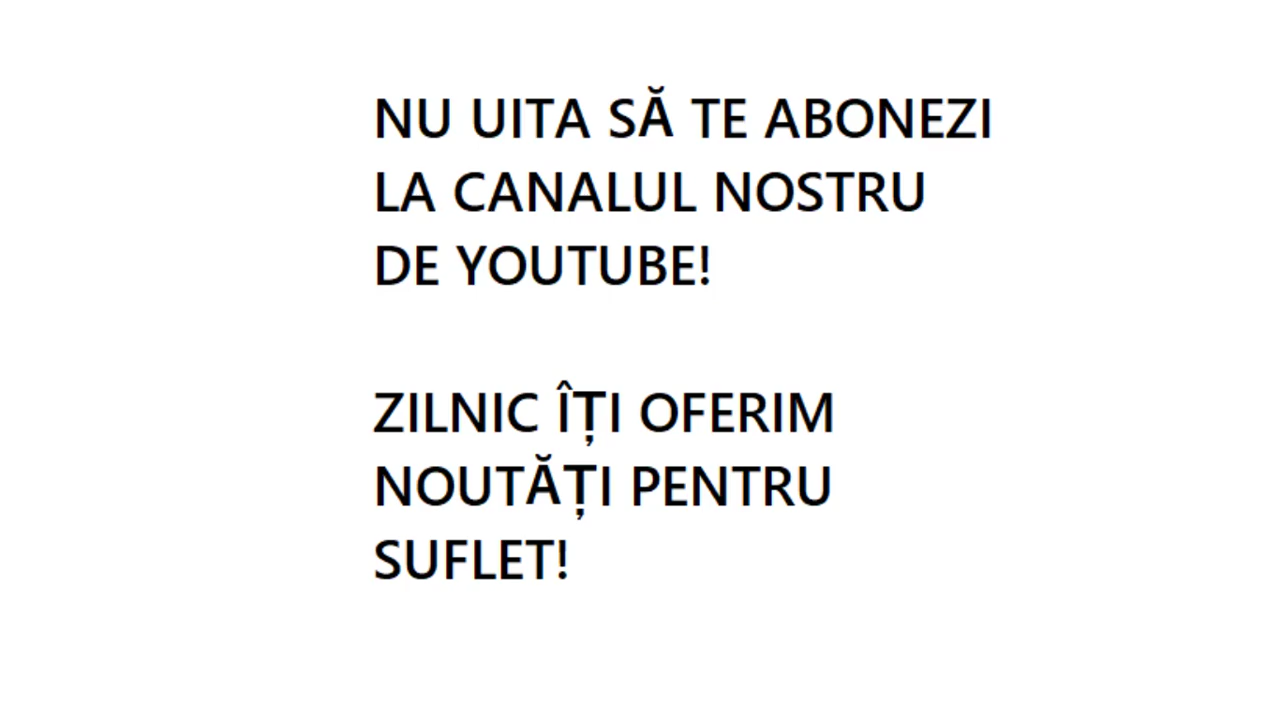 NU UITA SĂ TE ABONEZI
LA CANALUL NOSTRU
DE YOUTUBE!
ZILNIC ÎȚI OFERIM
NOUTĂȚI PENTRU
SUFLET!